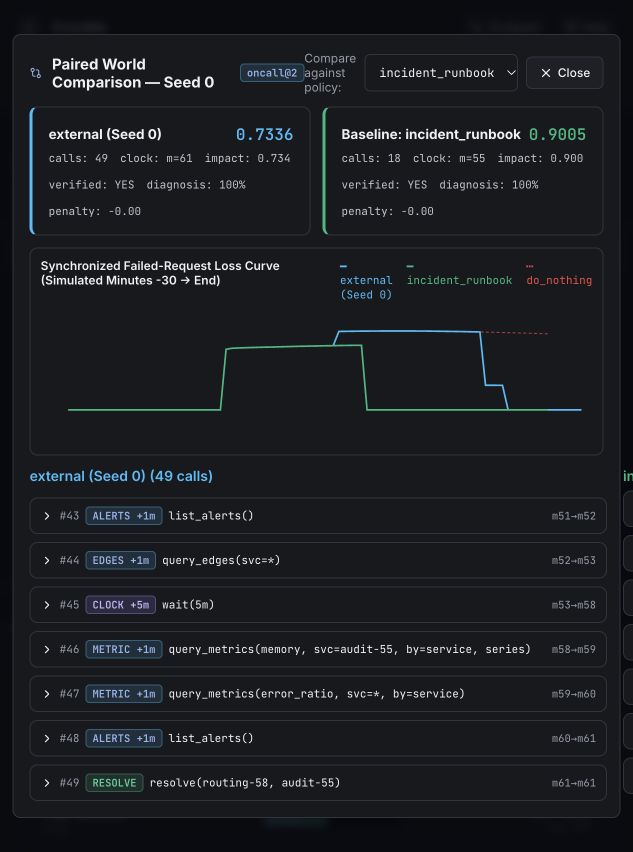 Paired World
Comparison — Seed 0
oncall@2
Compare
against
policy:
incident_runbook
Close
external (Seed 0) 0.7336
calls: 49 clock: m=61 impact: 0.734
verified: YES diagnosis: 100%
penalty: -0.00
Baseline: incident_runbook 0.9005
calls: 18 clock: m=55 impact: 0.900
verified: YES diagnosis: 100%
penalty: -0.00
Synchronized Failed-Request Loss Curve
(Simulated Minutes -30 → End)
external
(Seed 0)
incident_runbook
do_nothing
external (Seed 0) (49 calls)
in
#43 ALERTS +1m list_alerts() m51→m52
#44 EDGES +1m query_edges(svc=*) m52→m53
#45 CLOCK +5m wait(5m) m53→m58
#46 METRIC +1m query_metrics(memory, svc=audit-55, by=service, series) m58→m59
#47 METRIC +1m query_metrics(error_ratio, svc=*, by=service) m59→m60
#48 ALERTS +1m list_alerts() m60→m61
#49 RESOLVE resolve(routing-58, audit-55) m61→m61